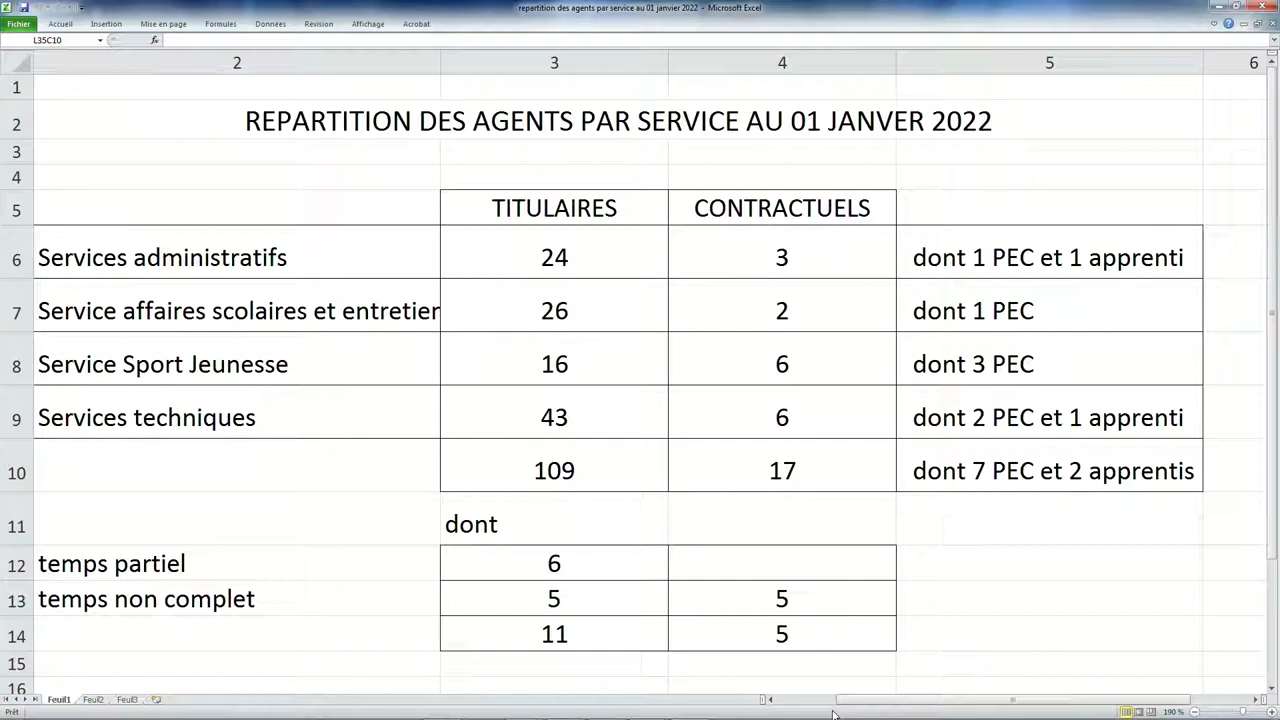 repartition des agents par service au 01 janvier 2022 - Microsoft Excel
Fichier Accueil Insertion Mise en page Formules Données Révision Affichage Acrobat
L35C10 fx
2 3 4 5 6
1
2 REPARTITION DES AGENTS PAR SERVICE AU 01 JANVER 2022
3
4
5 TITULAIRES CONTRACTUELS
6 Services administratifs 24 3 dont 1 PEC et 1 apprenti
7 Service affaires scolaires et entretien 26 2 dont 1 PEC
8 Service Sport Jeunesse 16 6 dont 3 PEC
9 Services techniques 43 6 dont 2 PEC et 1 apprenti
10 109 17 dont 7 PEC et 2 apprentis
11 dont
12 temps partiel 6
13 temps non complet 5 5
14 11 5
15
16
Feuil1 Feuil2 Feuil3
Prêt 190 %